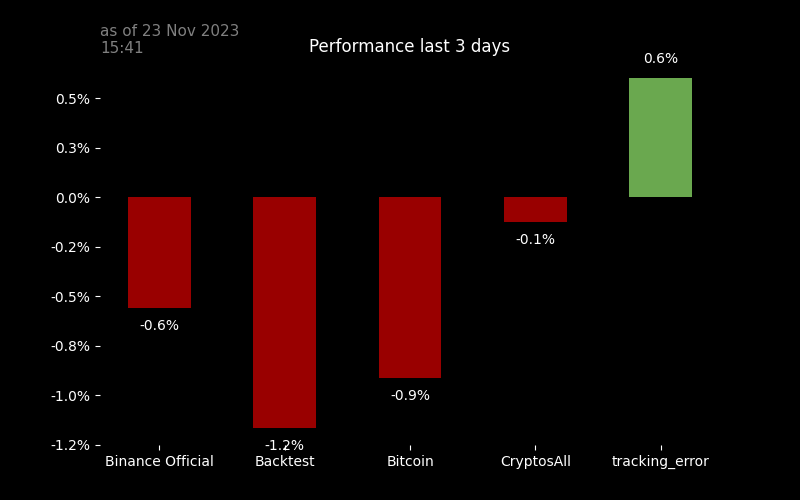 as of 23 Nov 2023
15:41
Performance last 3 days
0.6%
0.5%
0.3%
0.0%
-0.2%
-0.1%
-0.5%
-0.6%
-0.8%
-0.9%
-1.0%
-1.2%
-1.2%
Binance Official
Backtest
Bitcoin
CryptosAll
tracking_error